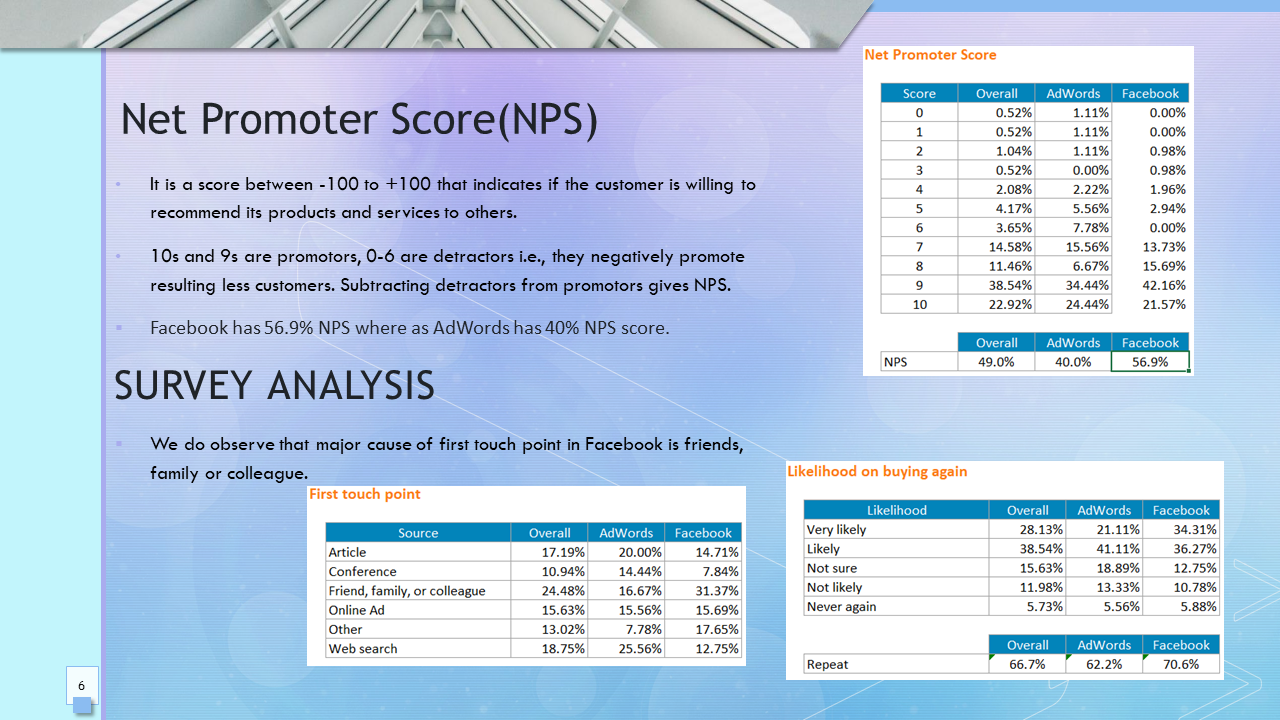 Net Promoter Score(NPS)
It is a score between -100 to +100 that indicates if the customer is willing to
recommend its products and services to others.
10s and 9s are promotors, 0-6 are detractors i.e., they negatively promote
resulting less customers. Subtracting detractors from promotors gives NPS.
Facebook has 56.9% NPS where as AdWords has 40% NPS score.
Net Promoter Score
Score Overall AdWords Facebook
0 0.52% 1.11% 0.00%
1 0.52% 1.11% 0.00%
2 1.04% 1.11% 0.98%
3 0.52% 0.00% 0.98%
4 2.08% 2.22% 1.96%
5 4.17% 5.56% 2.94%
6 3.65% 7.78% 0.00%
7 14.58% 15.56% 13.73%
8 11.46% 6.67% 15.69%
9 38.54% 34.44% 42.16%
10 22.92% 24.44% 21.57%
Overall AdWords Facebook
NPS 49.0% 40.0% 56.9%
SURVEY ANALYSIS
We do observe that major cause of first touch point in Facebook is friends,
family or colleague.
First touch point
Source Overall AdWords Facebook
Article 17.19% 20.00% 14.71%
Conference 10.94% 14.44% 7.84%
Friend, family, or colleague 24.48% 16.67% 31.37%
Online Ad 15.63% 15.56% 15.69%
Other 13.02% 7.78% 17.65%
Web search 18.75% 25.56% 12.75%
Likelihood on buying again
Likelihood Overall AdWords Facebook
Very likely 28.13% 21.11% 34.31%
Likely 38.54% 41.11% 36.27%
Not sure 15.63% 18.89% 12.75%
Not likely 11.98% 13.33% 10.78%
Never again 5.73% 5.56% 5.88%
Overall AdWords Facebook
Repeat 66.7% 62.2% 70.6%
6